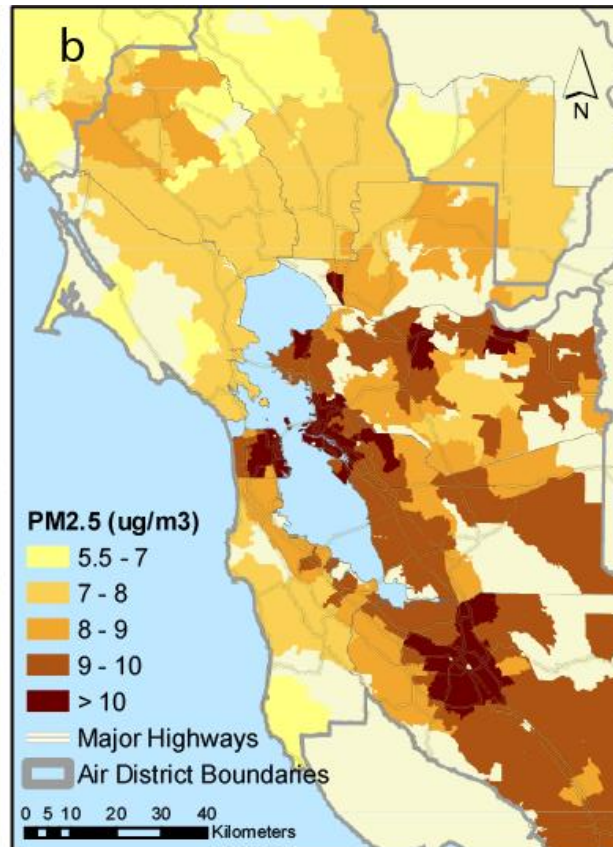 b
N
PM2.5 (ug/m3)
5.5 - 7
7 - 8
8 - 9
9 - 10
> 10
Major Highways
Air District Boundaries
0 5 10 20 30 40
Kilometers